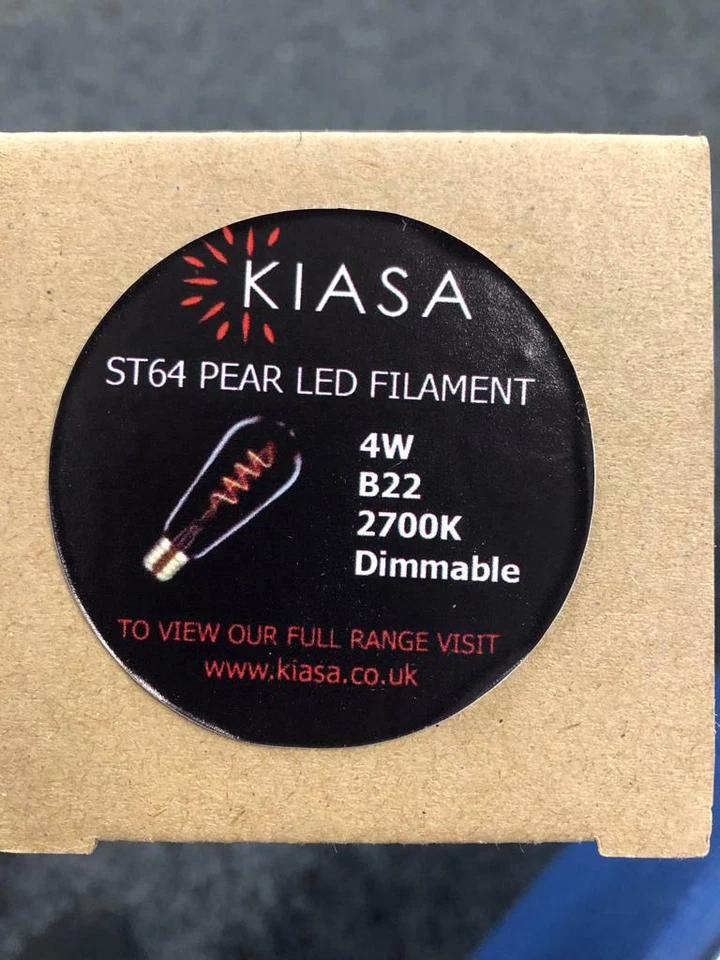 KIASA
ST64 PEAR LED FILAMENT
4W
B22
2700K
Dimmable
TO VIEW OUR FULL RANGE VISIT
www.kiasa.co.uk